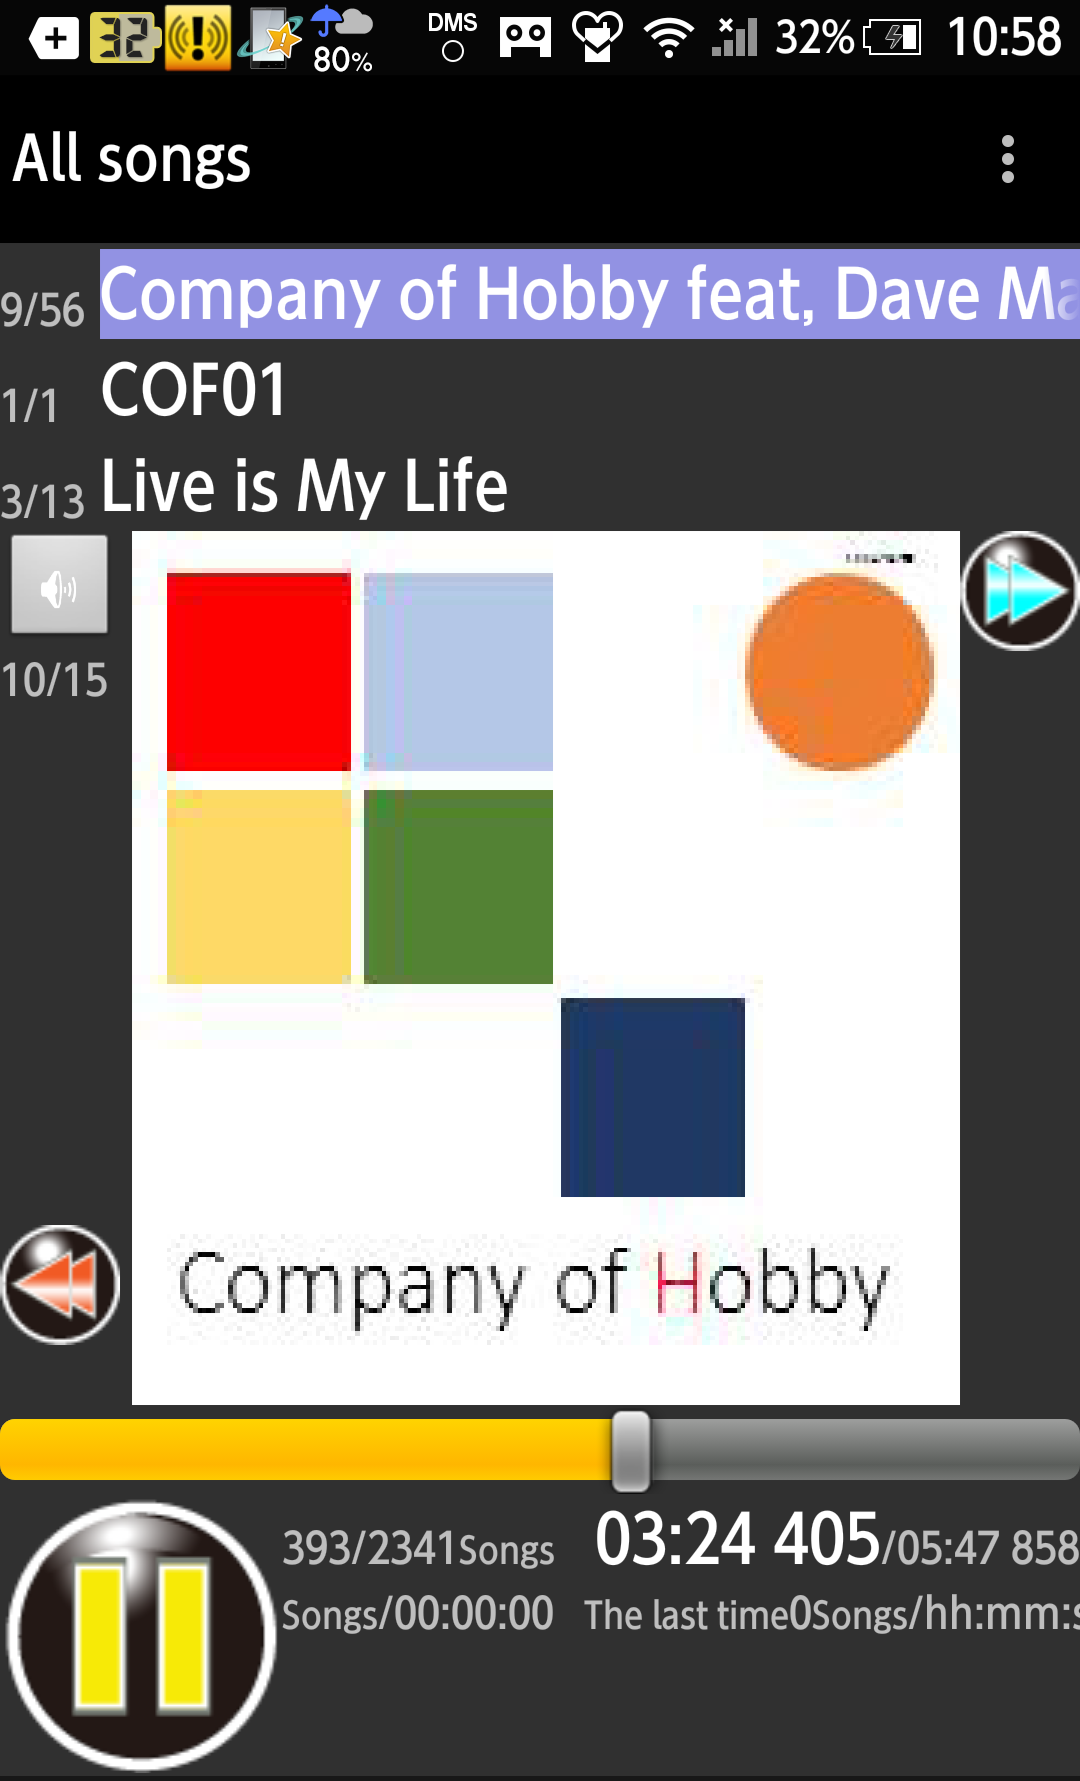 32 80% DMS 32% 10:58
All songs
9/56 Company of Hobby feat, Dave Ma
1/1 COF01
3/13 Live is My Life
10/15
Company of Hobby
393/2341Songs 03:24 405/05:47 858
Songs/00:00:00 The last time0Songs/hh:mm:s